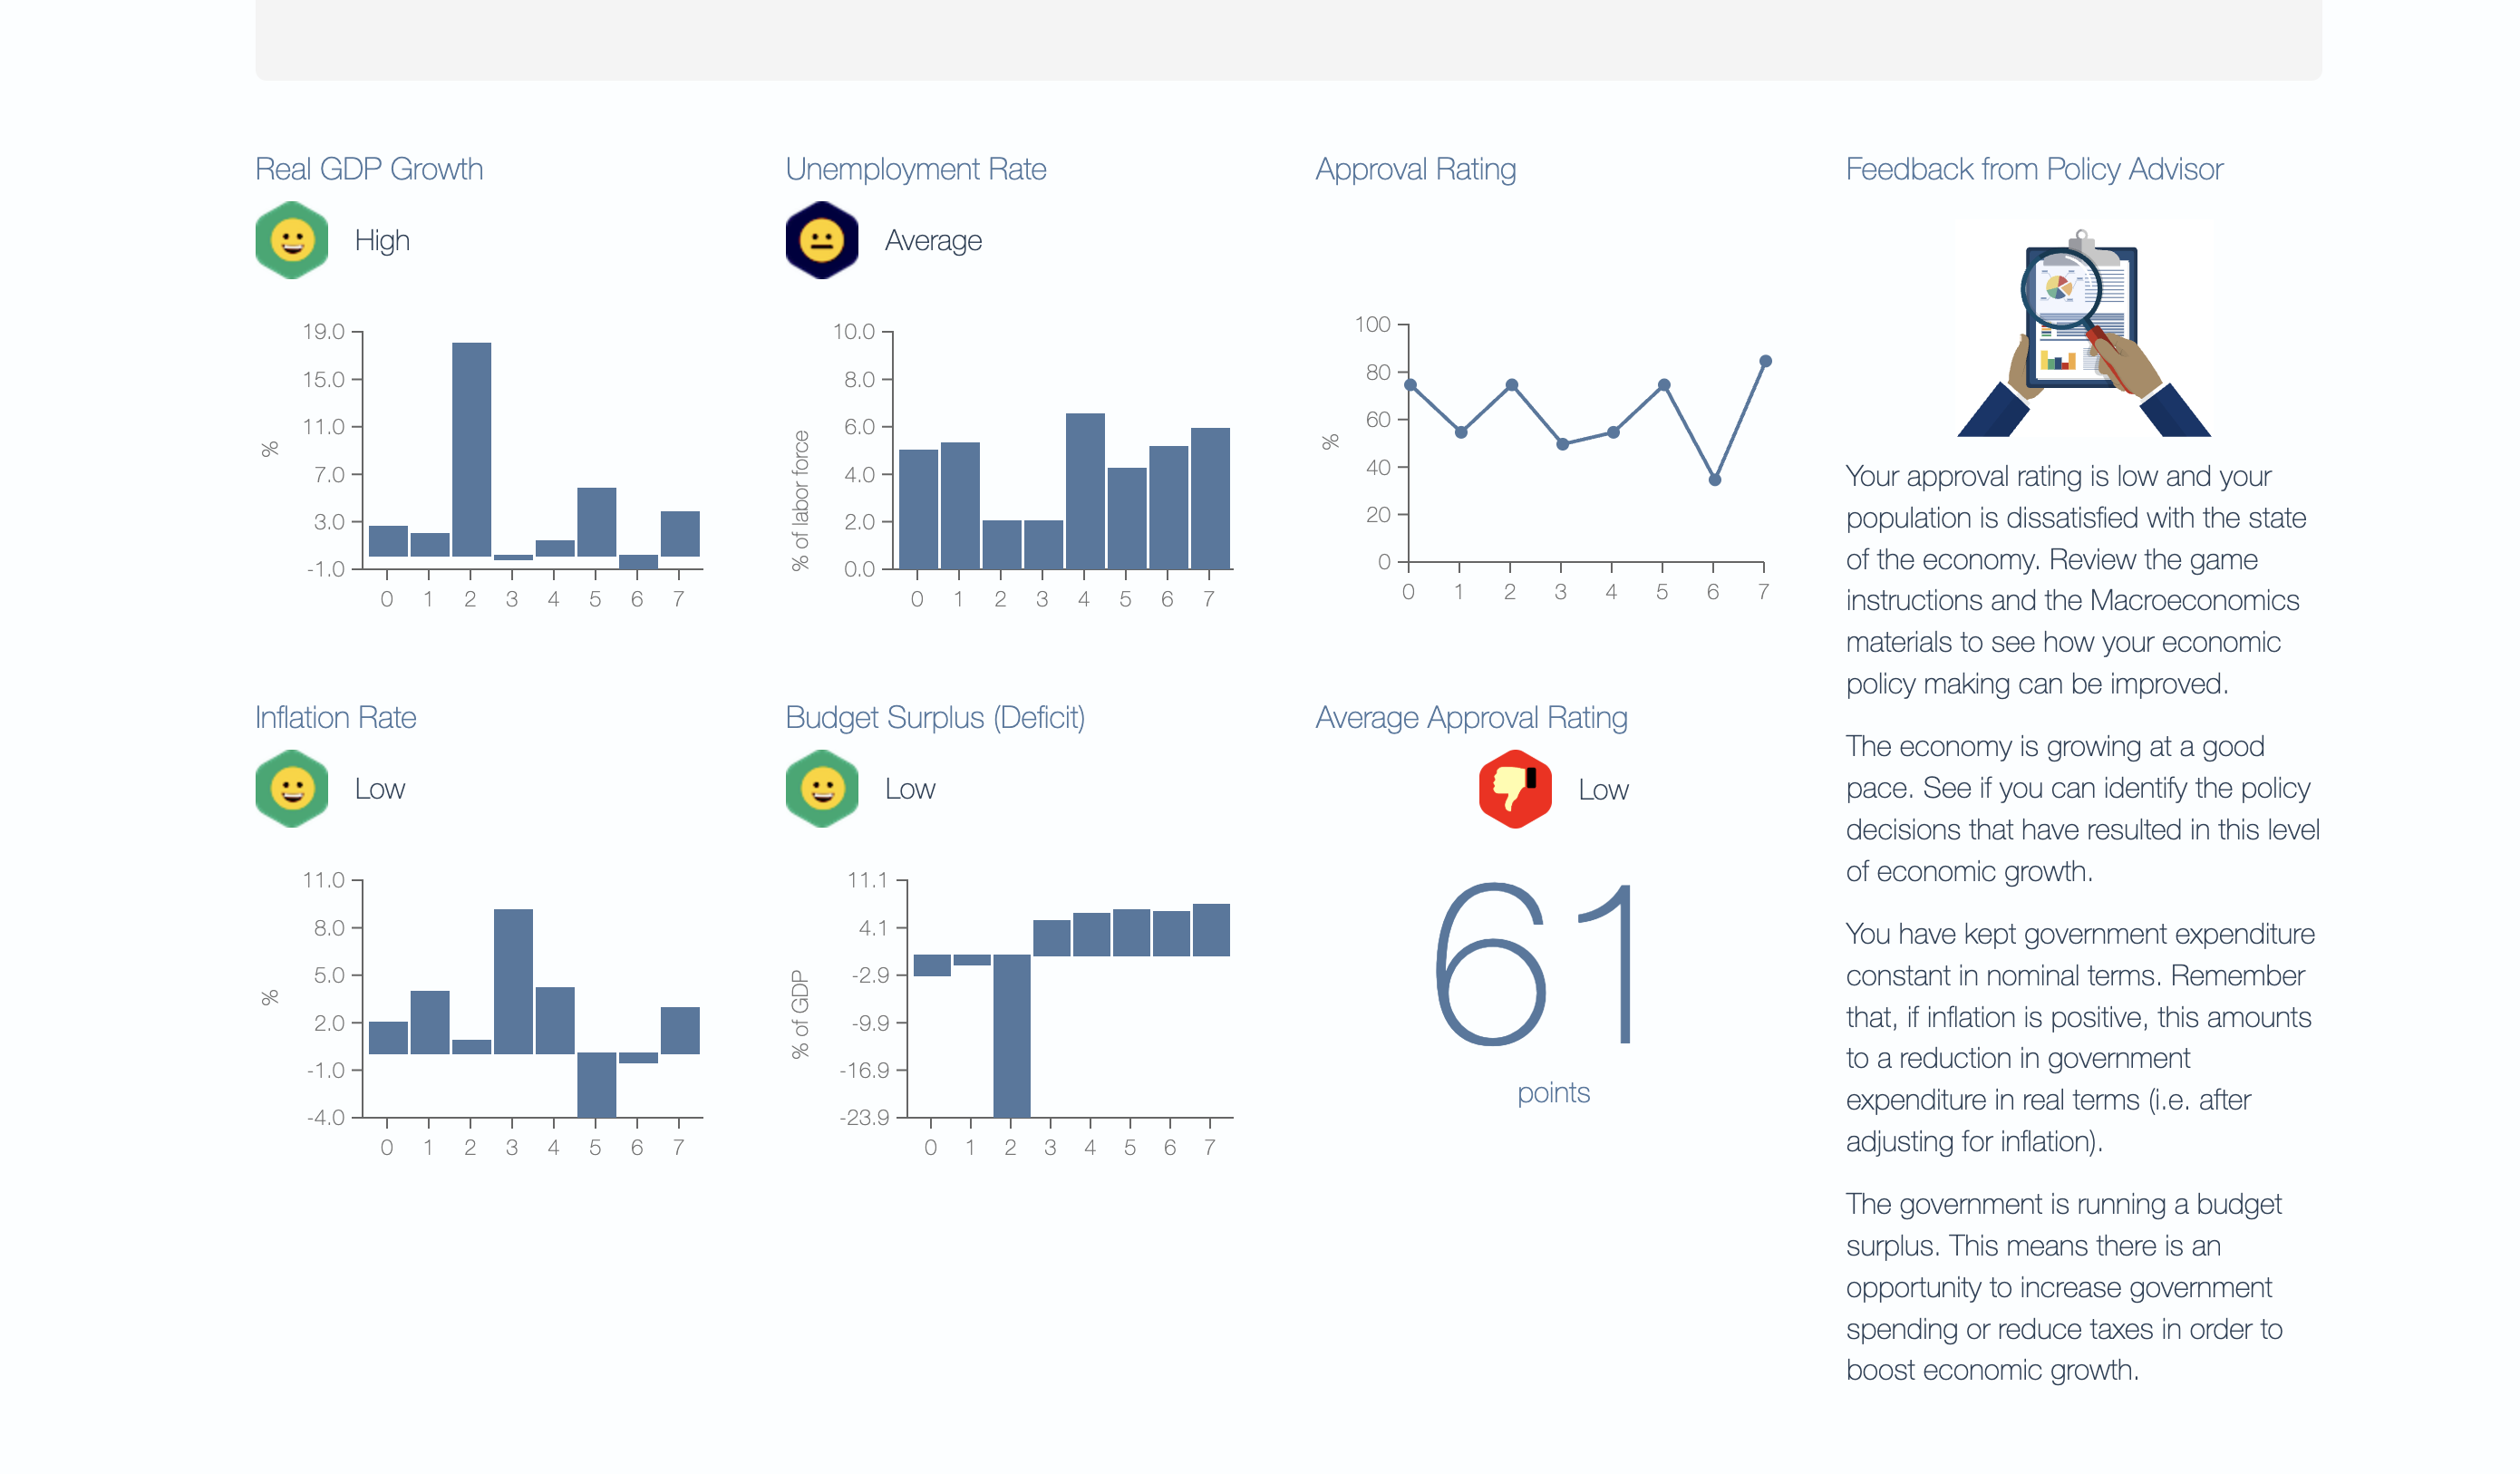 Real GDP Growth
High
19.0
15.0
11.0
7.0
3.0
-1.0
%
0 1 2 3 4 5 6 7
Unemployment Rate
Average
10.0
8.0
6.0
4.0
2.0
0.0
% of labor force
0 1 2 3 4 5 6 7
Approval Rating
100
80
60
40
20
0
%
0 1 2 3 4 5 6 7
Inflation Rate
Low
11.0
8.0
5.0
2.0
-1.0
-4.0
%
0 1 2 3 4 5 6 7
Budget Surplus (Deficit)
Low
11.1
4.1
-2.9
-9.9
-16.9
-23.9
% of GDP
0 1 2 3 4 5 6 7
Average Approval Rating
Low
61
points
Feedback from Policy Advisor
Your approval rating is low and your
population is dissatisfied with the state
of the economy. Review the game
instructions and the Macroeconomics
materials to see how your economic
policy making can be improved.
The economy is growing at a good
pace. See if you can identify the policy
decisions that have resulted in this level
of economic growth.
You have kept government expenditure
constant in nominal terms. Remember
that, if inflation is positive, this amounts
to a reduction in government
expenditure in real terms (i.e. after
adjusting for inflation).
The government is running a budget
surplus. This means there is an
opportunity to increase government
spending or reduce taxes in order to
boost economic growth.